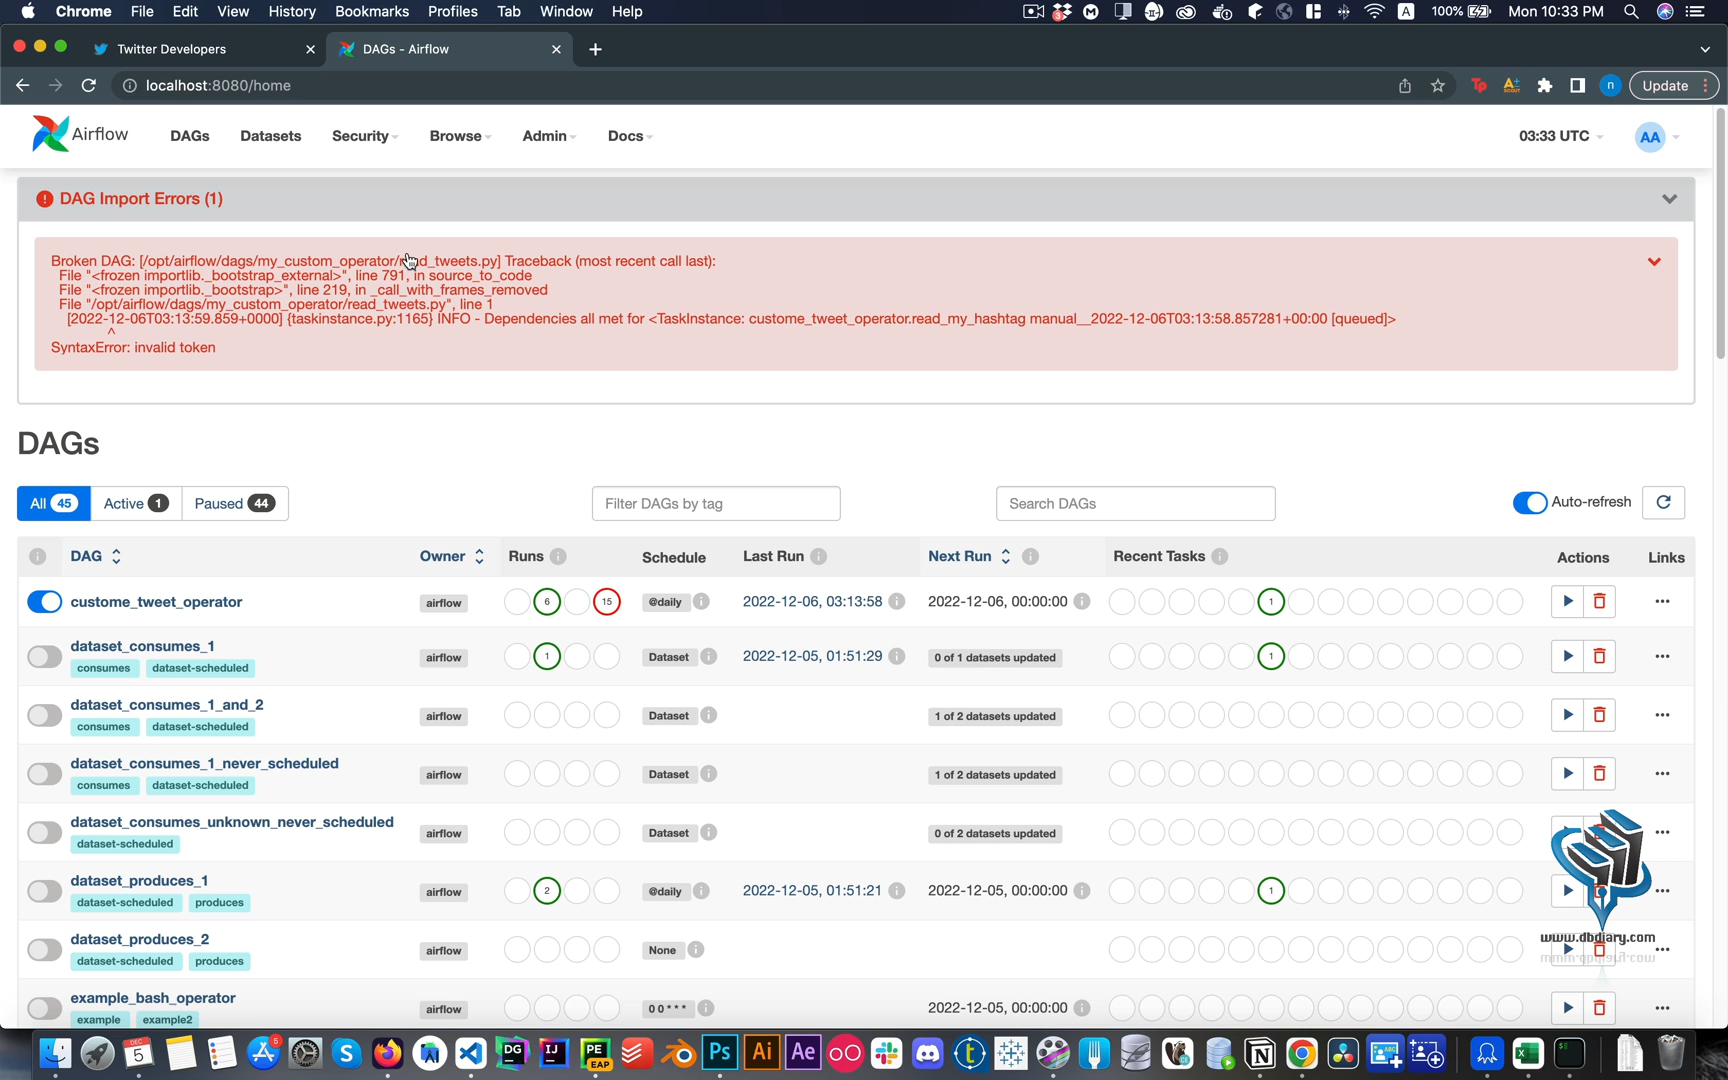 Chrome File Edit View History Bookmarks Profiles Tab Window Help 3 A 100% Mon 10:33 PM
Twitter Developers DAGs - Airflow
localhost:8080/home n Update
Airflow DAGs Datasets Security Browse Admin Docs 03:33 UTC AA
DAG Import Errors (1)
Broken DAG: [/opt/airflow/dags/my_custom_operator/read_tweets.py] Traceback (most recent call last):
File "<frozen importlib._bootstrap_external>", line 791, in source_to_code
File "<frozen importlib._bootstrap>", line 219, in _call_with_frames_removed
File "/opt/airflow/dags/my_custom_operator/read_tweets.py", line 1
[2022-12-06T03:13:59.859+0000] {taskinstance.py:1165} INFO - Dependencies all met for <TaskInstance: custome_tweet_operator.read_my_hashtag manual__2022-12-06T03:13:58.857281+00:00 [queued]>
^
SyntaxError: invalid token
DAGs
All 45 Active 1 Paused 44 Filter DAGs by tag Search DAGs Auto-refresh
DAG Owner Runs Schedule Last Run Next Run Recent Tasks Actions Links
custome_tweet_operator airflow 6 15 @daily 2022-12-06, 03:13:58 2022-12-06, 00:00:00 1
dataset_consumes_1 airflow 1 Dataset 2022-12-05, 01:51:29 0 of 1 datasets updated 1
consumes dataset-scheduled
dataset_consumes_1_and_2 airflow Dataset 1 of 2 datasets updated
consumes dataset-scheduled
dataset_consumes_1_never_scheduled airflow Dataset 1 of 2 datasets updated
consumes dataset-scheduled
dataset_consumes_unknown_never_scheduled airflow Dataset 0 of 2 datasets updated
dataset-scheduled
dataset_produces_1 airflow 2 @daily 2022-12-05, 01:51:21 2022-12-05, 00:00:00 1
dataset-scheduled produces
dataset_produces_2 airflow None
dataset-scheduled produces
www.dbdiary.com
example_bash_operator airflow 0 0 * * * 2022-12-05, 00:00:00
example example2
DEC 5 5 DG IJ PE EAP Ps Ai Ae